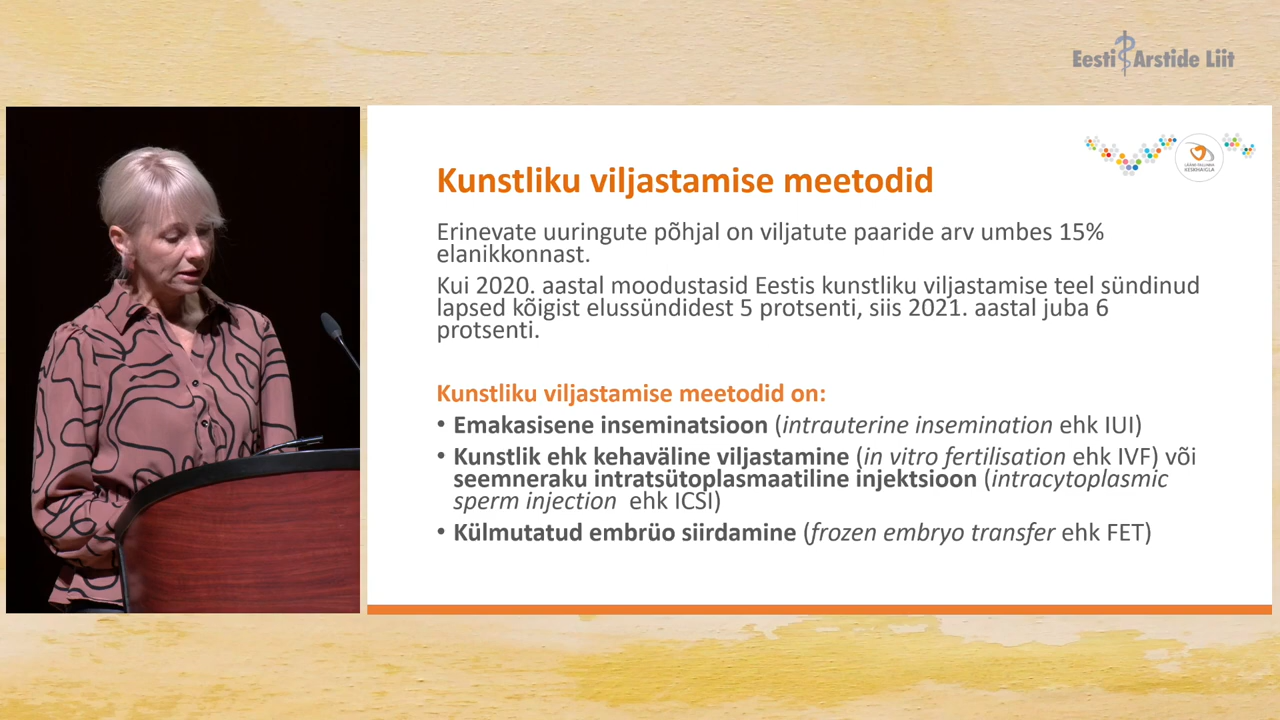 Eesti Arstide Liit
LÄÄNE-TALLINNA
KESKHAIGLA
Kunstliku viljastamise meetodid
Erinevate uuringute põhjal on viljatute paaride arv umbes 15%
elanikkonnast.
Kui 2020. aastal moodustasid Eestis kunstliku viljastamise teel sündinud
lapsed kõigist elussündidest 5 protsenti, siis 2021. aastal juba 6
protsenti.
Kunstliku viljastamise meetodid on:
• Emakasisene inseminatsioon (intrauterine insemination ehk IUI)
• Kunstlik ehk kehaväline viljastamine (in vitro fertilisation ehk IVF) või
seemneraku intratsütoplasmaatiline injektsioon (intracytoplasmic
sperm injection ehk ICSI)
• Külmutatud embrüo siirdamine (frozen embryo transfer ehk FET)